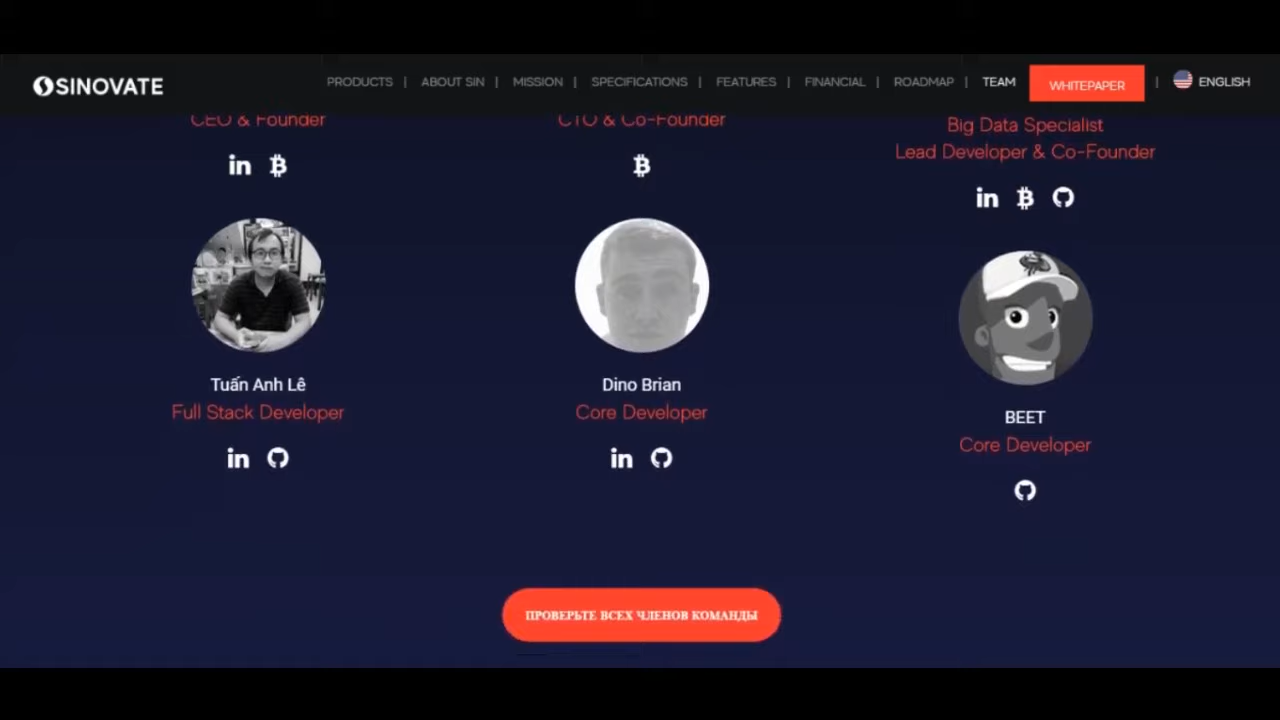 SINOVATE
PRODUCTS | ABOUT SIN | MISSION | SPECIFICATIONS | FEATURES | FINANCIAL | ROADMAP | TEAM WHITEPAPER | ENGLISH
CEO & Founder
CTO & Co-Founder
Big Data Specialist
Lead Developer & Co-Founder
Tuấn Anh Lê
Full Stack Developer
Dino Brian
Core Developer
BEET
Core Developer
ПРОВЕРЬТЕ ВСЕХ ЧЛЕНОВ КОМАНДЫ